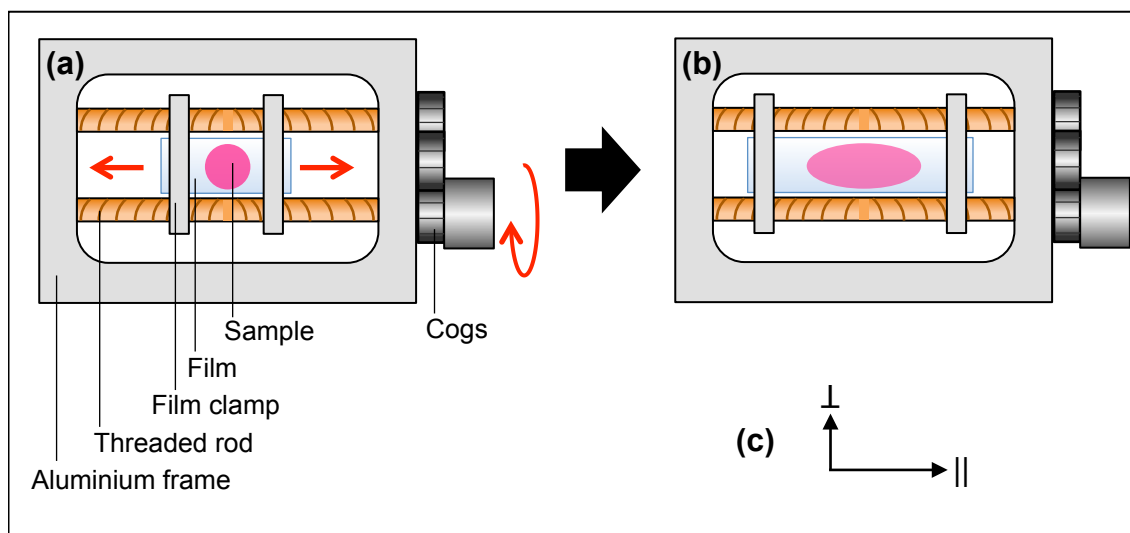 (a)
(b)
Sample
Cogs
Film
Film clamp
Threaded rod
Aluminium frame
(c)
⊥
||